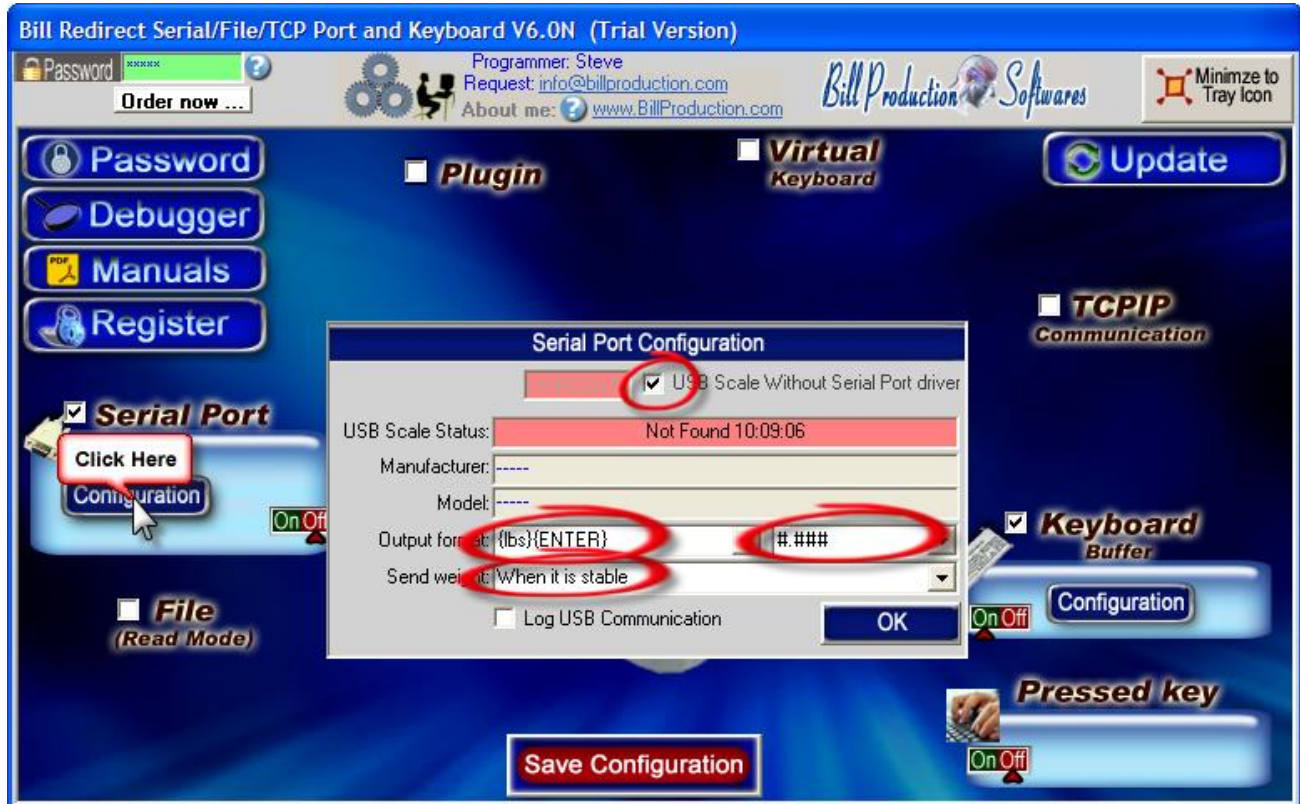 Bill Redirect Serial/File/TCP Port and Keyboard V6.0N (Trial Version)
Password *****
Order now ...
Programmer: Steve
Request: info@billproduction.com
About me: www.BillProduction.com
Bill Production Softwares
Minimze to
Tray Icon
Password
Debugger
PDF
Manuals
Register
Plugin
Virtual
Keyboard
Update
TCPIP
Communication
Serial Port
Click Here
Configuration
On Off
File
(Read Mode)
Serial Port Configuration
USB Scale Without Serial Port driver
USB Scale Status: Not Found 10:09:06
Manufacturer: -----
Model: -----
Output format: {lbs}{ENTER} #.###
Send weight: When it is stable
Log USB Communication
OK
Keyboard
Buffer
Configuration
On Off
Pressed key
On Off
Save Configuration